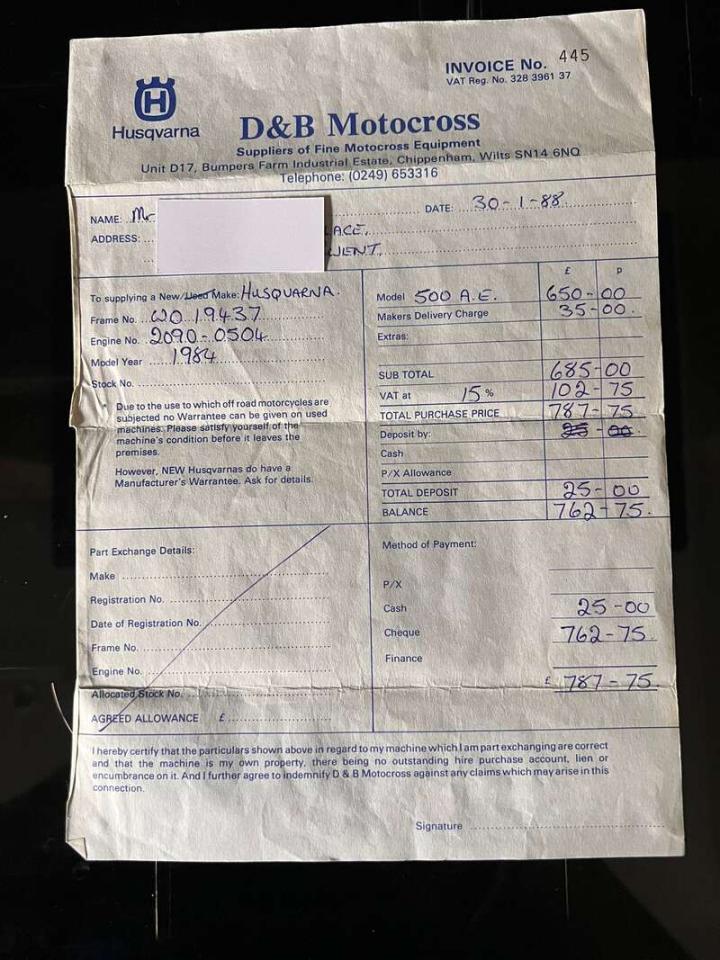 INVOICE No. 445
VAT Reg. No. 328 3961 37
Husqvarna
D&B Motocross
Suppliers of Fine Motocross Equipment
Unit D17, Bumpers Farm Industrial Estate, Chippenham, Wilts SN14 6NQ
Telephone: (0249) 653316
NAME: Mr
DATE: 30-1-88
ADDRESS: LACE,
WENT.
To supplying a New/Used Make: HUSQUARNA.
Frame No. WO 19437
Engine No. 2090-0504
Model Year 1984
Stock No.
Due to the use to which off road motorcycles are
subjected no Warrantee can be given on used
machines. Please satisfy yourself of the
machine's condition before it leaves the
premises.
However, NEW Husqvarnas do have a
Manufacturer's Warrantee. Ask for details.
£ p
Model 500 A.E. 650-00
Makers Delivery Charge 35-00.
Extras:
SUB TOTAL 685-00
VAT at 15 % 102-75
TOTAL PURCHASE PRICE 787-75
Deposit by: 25-00
Cash
P/X Allowance
TOTAL DEPOSIT 25-00
BALANCE 762-75.
Part Exchange Details:
Make
Registration No.
Date of Registration No.
Frame No.
Engine No.
Allocated Stock No.
AGREED ALLOWANCE £
Method of Payment:
P/X
Cash 25-00
Cheque 762-75.
Finance
£ 787-75
I hereby certify that the particulars shown above in regard to my machine which I am part exchanging are correct
and that the machine is my own property, there being no outstanding hire purchase account, lien or
encumbrance on it. And I further agree to indemnify D & B Motocross against any claims which may arise in this
connection.
Signature